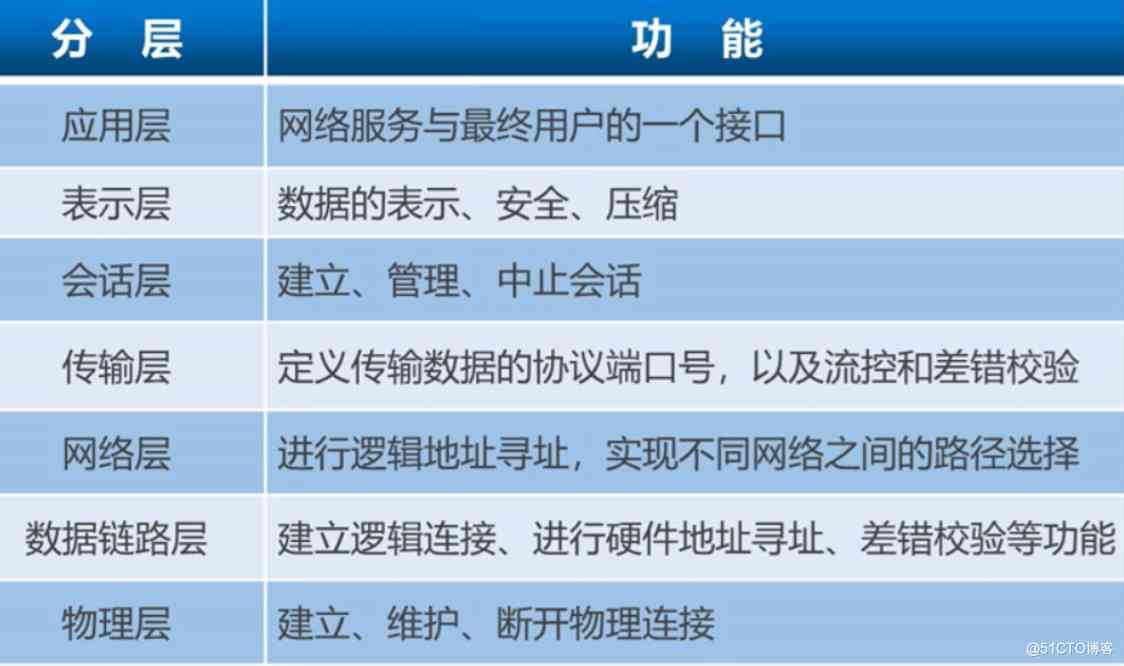 分 层 功 能
应用层 网络服务与最终用户的一个接口
表示层 数据的表示、安全、压缩
会话层 建立、管理、中止会话
传输层 定义传输数据的协议端口号，以及流控和差错校验
网络层 进行逻辑地址寻址，实现不同网络之间的路径选择
数据链路层 建立逻辑连接、进行硬件地址寻址、差错校验等功能
物理层 建立、维护、断开物理连接
@51CTO博客